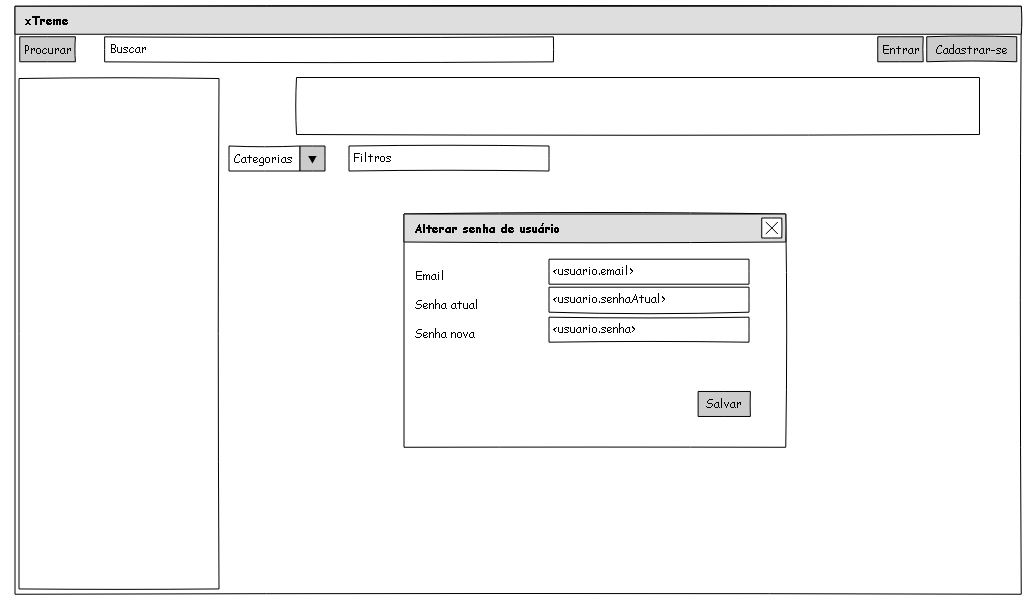 xTreme
Procurar
Buscar
Entrar
Cadastrar-se
Categorias
Filtros
Alterar senha de usuário
Email
<usuario.email>
Senha atual
<usuario.senhaAtual>
Senha nova
<usuario.senha>
Salvar